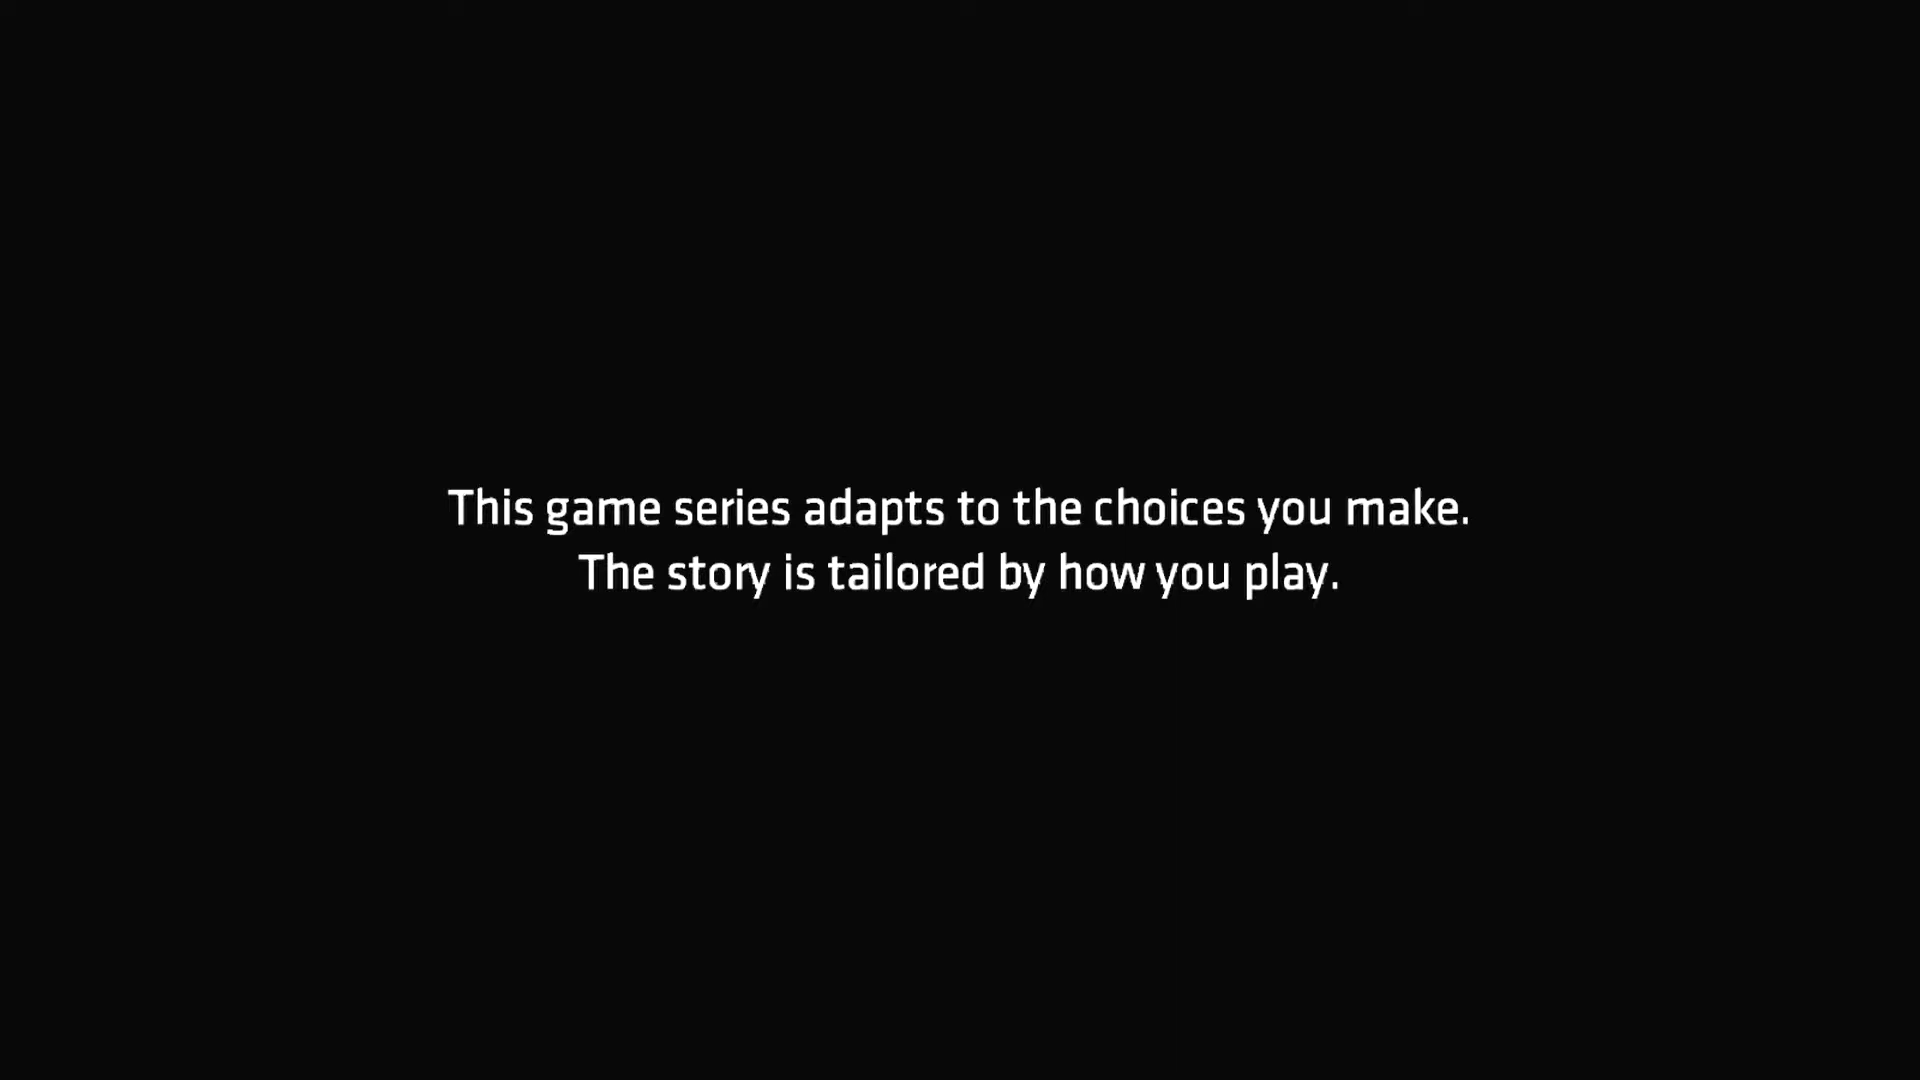 This game series adapts to the choices you make.
The story is tailored by how you play.